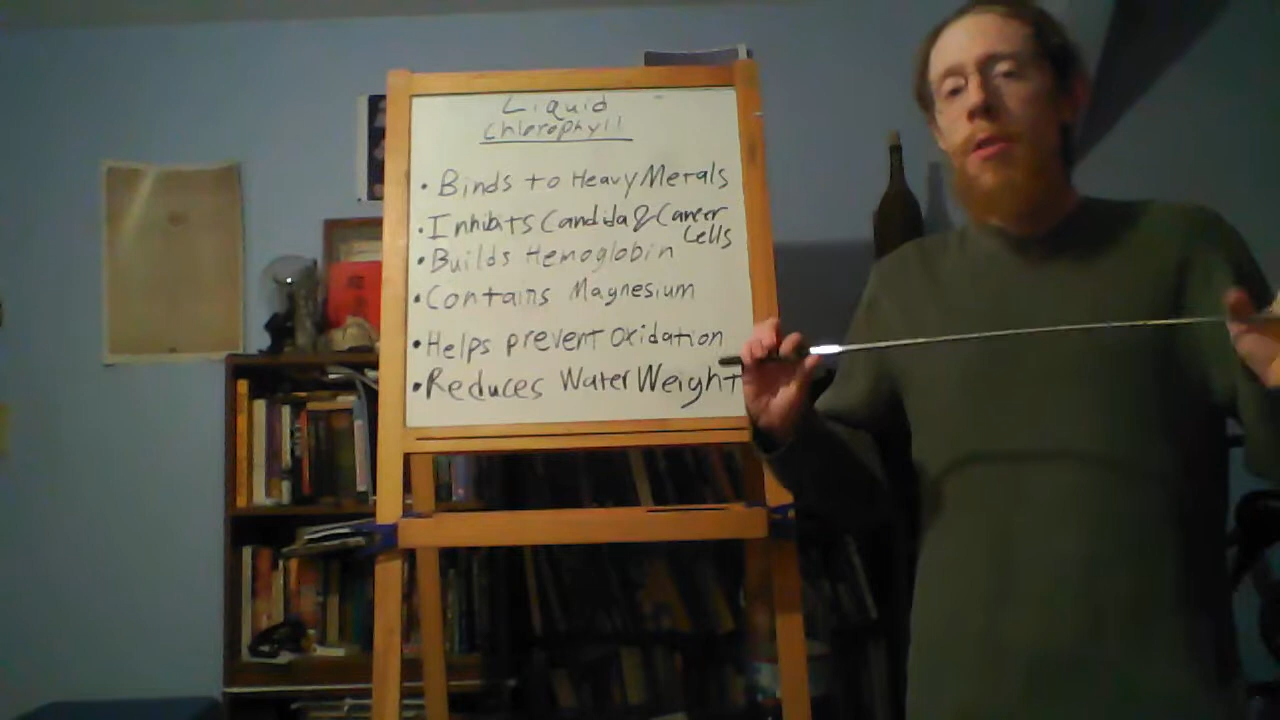 Liquid
Chlorophyll
• Binds to Heavy Metals
• Inhibits Candida & Cancer
Cells
• Builds Hemoglobin
• Contains Magnesium
• Helps prevent Oxidation
• Reduces Water Weight